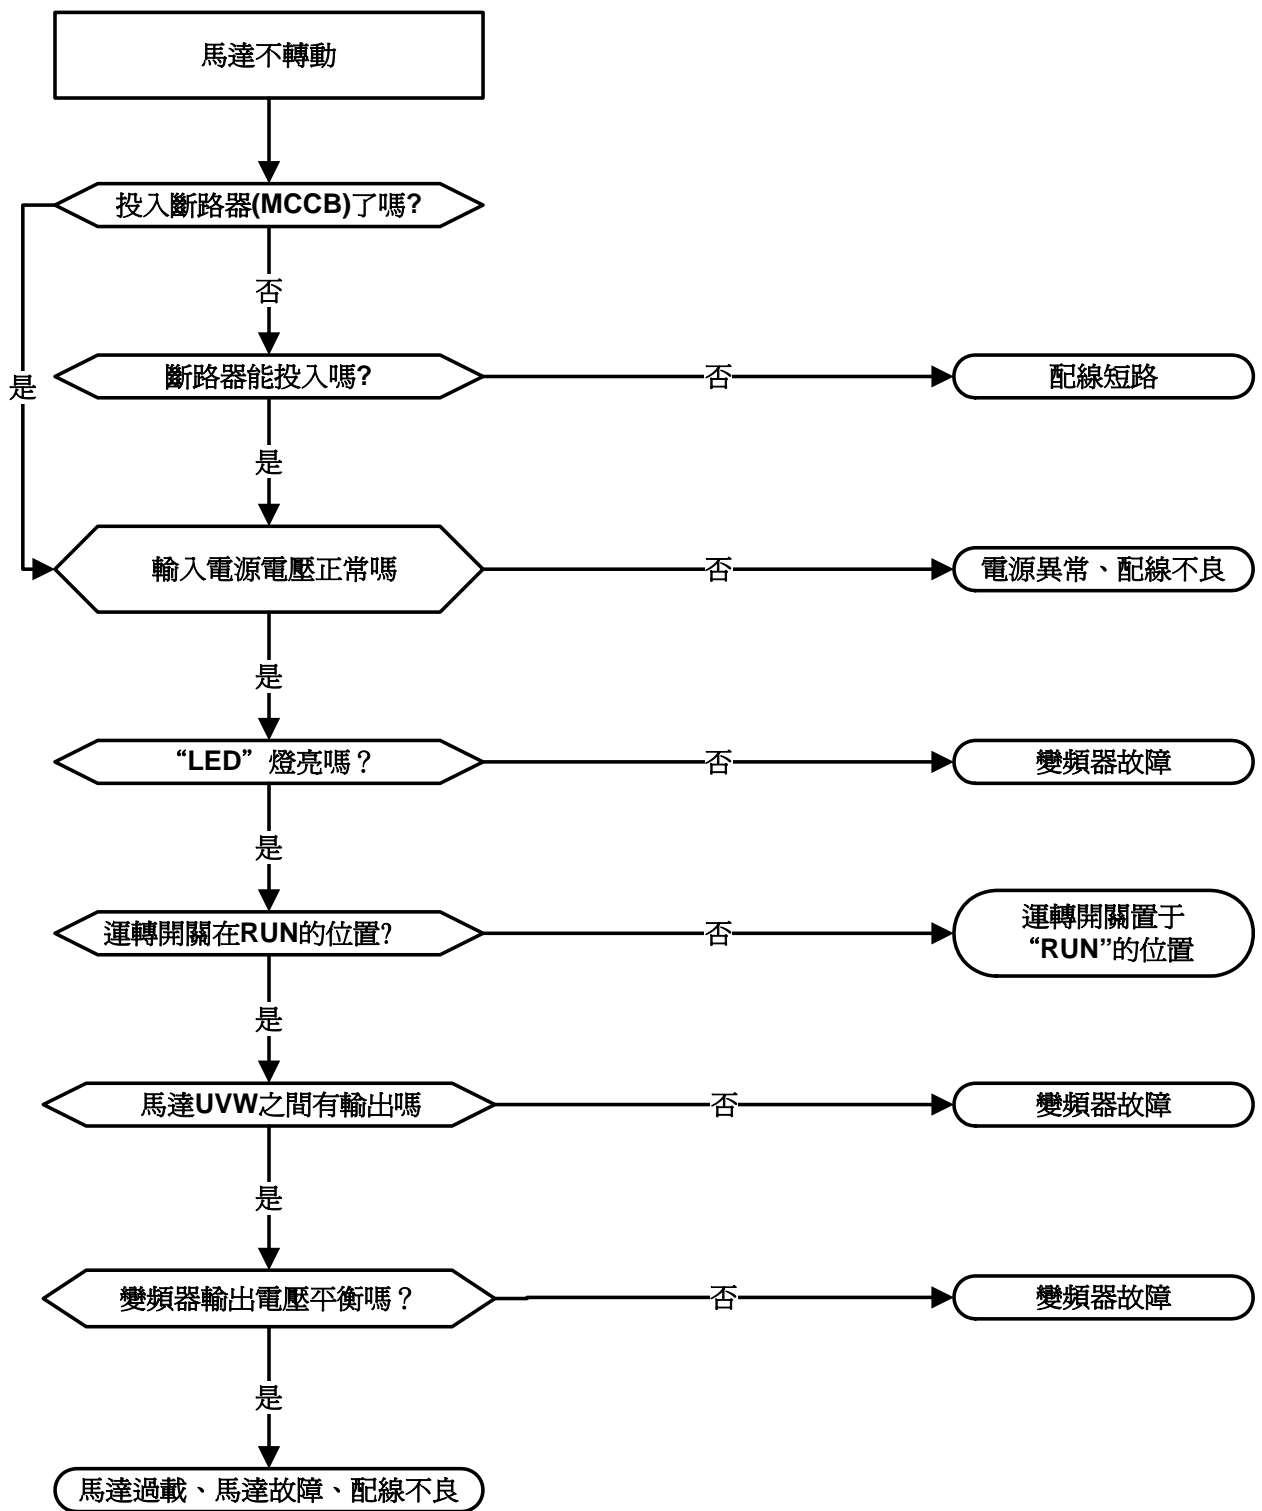 馬達不轉動
投入斷路器(MCCB)了嗎?
否
是
斷路器能投入嗎?
否
配線短路
是
輸入電源電壓正常嗎
否
電源異常、配線不良
是
“LED”燈亮嗎？
否
變頻器故障
是
運轉開關在RUN的位置?
否
運轉開關置于
“RUN”的位置
是
馬達UVW之間有輸出嗎
否
變頻器故障
是
變頻器輸出電壓平衡嗎？
否
變頻器故障
是
馬達過載、馬達故障、配線不良